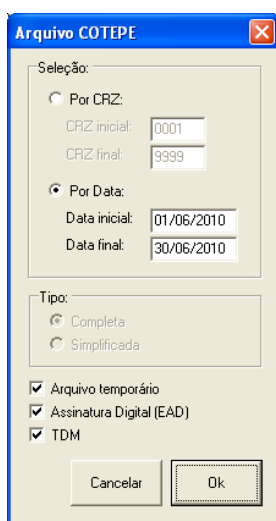 Arquivo COTEPE
Seleção:
Por CRZ:
CRZ inicial: 0001
CRZ final: 9999
Por Data:
Data inicial: 01/06/2010
Data final: 30/06/2010
Tipo:
Completa
Simplificada
Arquivo temporário
Assinatura Digital (EAD)
TDM
Cancelar Ok